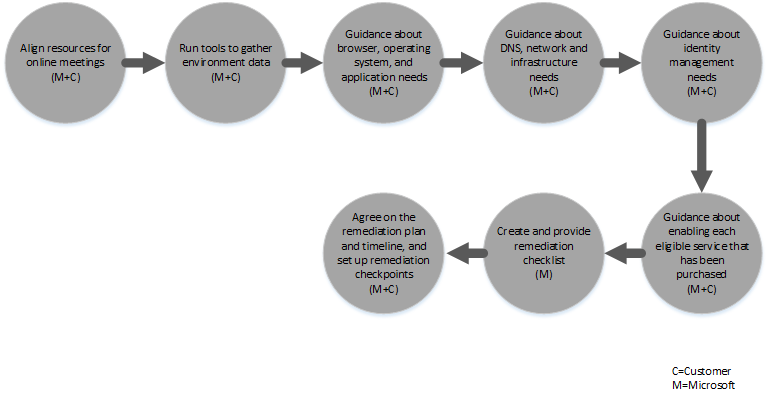 Align resources for
online meetings
(M+C)
Run tools to gather
environment data
(M+C)
Guidance about
browser, operating
system, and
application needs
(M+C)
Guidance about
DNS, network and
infrastructure
needs
(M+C)
Guidance about
identity
management
needs
(M+C)
Guidance about
enabling each
eligible service that
has been
purchased
(M+C)
Create and provide
remediation
checklist
(M)
Agree on the
remediation plan
and timeline, and
set up remediation
checkpoints
(M+C)
C=Customer
M=Microsoft